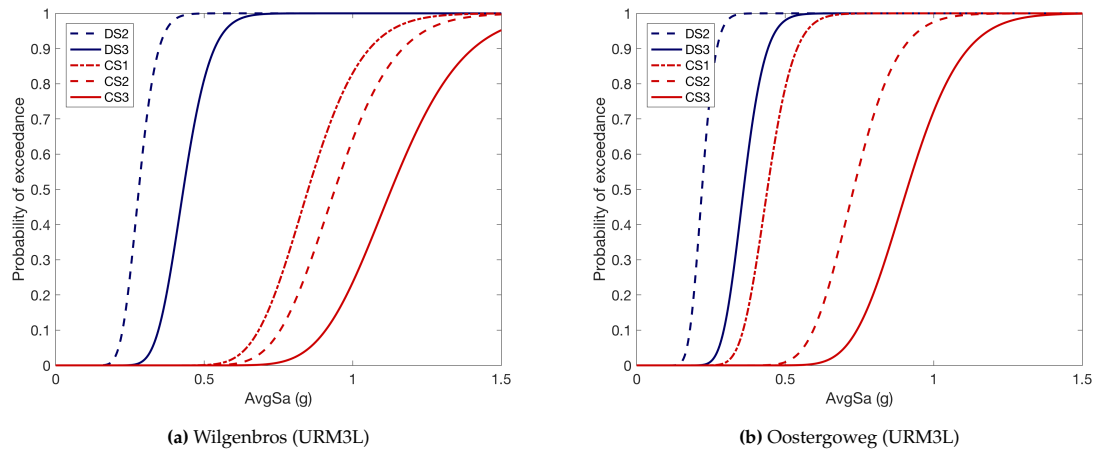 1
0.9
0.8
0.7
0.6
0.5
0.4
0.3
0.2
0.1
0
Probability of exceedance
DS2
DS3
CS1
CS2
CS3
0 0.5 1 1.5
AvgSa (g)
(a) Wilgenbros (URM3L)
1
0.9
0.8
0.7
0.6
0.5
0.4
0.3
0.2
0.1
0
Probability of exceedance
DS2
DS3
CS1
CS2
CS3
0 0.5 1 1.5
AvgSa (g)
(b) Oostergoweg (URM3L)